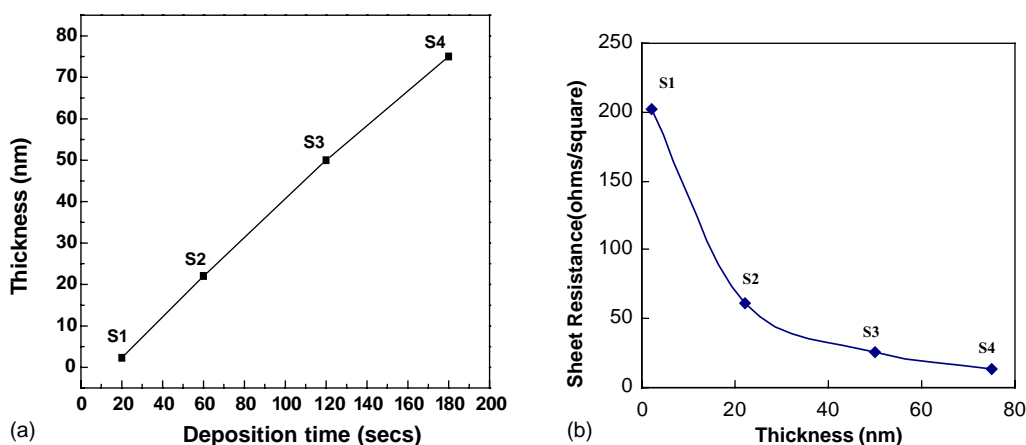 Thickness (nm)
80
70
60
50
40
30
20
10
0
S1
S2
S3
S4
0 20 40 60 80 100 120 140 160 180 200
Deposition time (secs)
(a)
Sheet Resistance(ohms/square)
250
200
150
100
50
0
S1
S2
S3
S4
0 20 40 60 80
Thickness (nm)
(b)